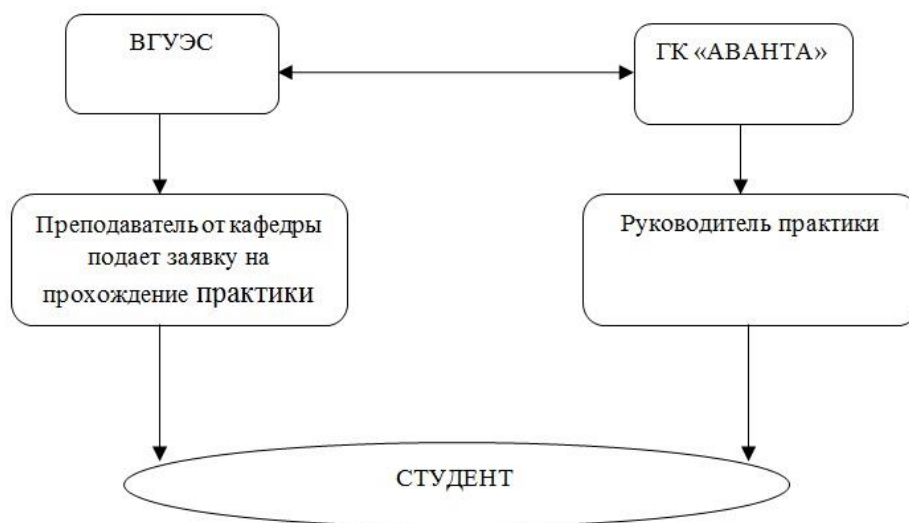 ВГУЭС
ГК «АВАНТА»
Преподаватель от кафедры
подает заявку на
прохождение практики
Руководитель практики
СТУДЕНТ